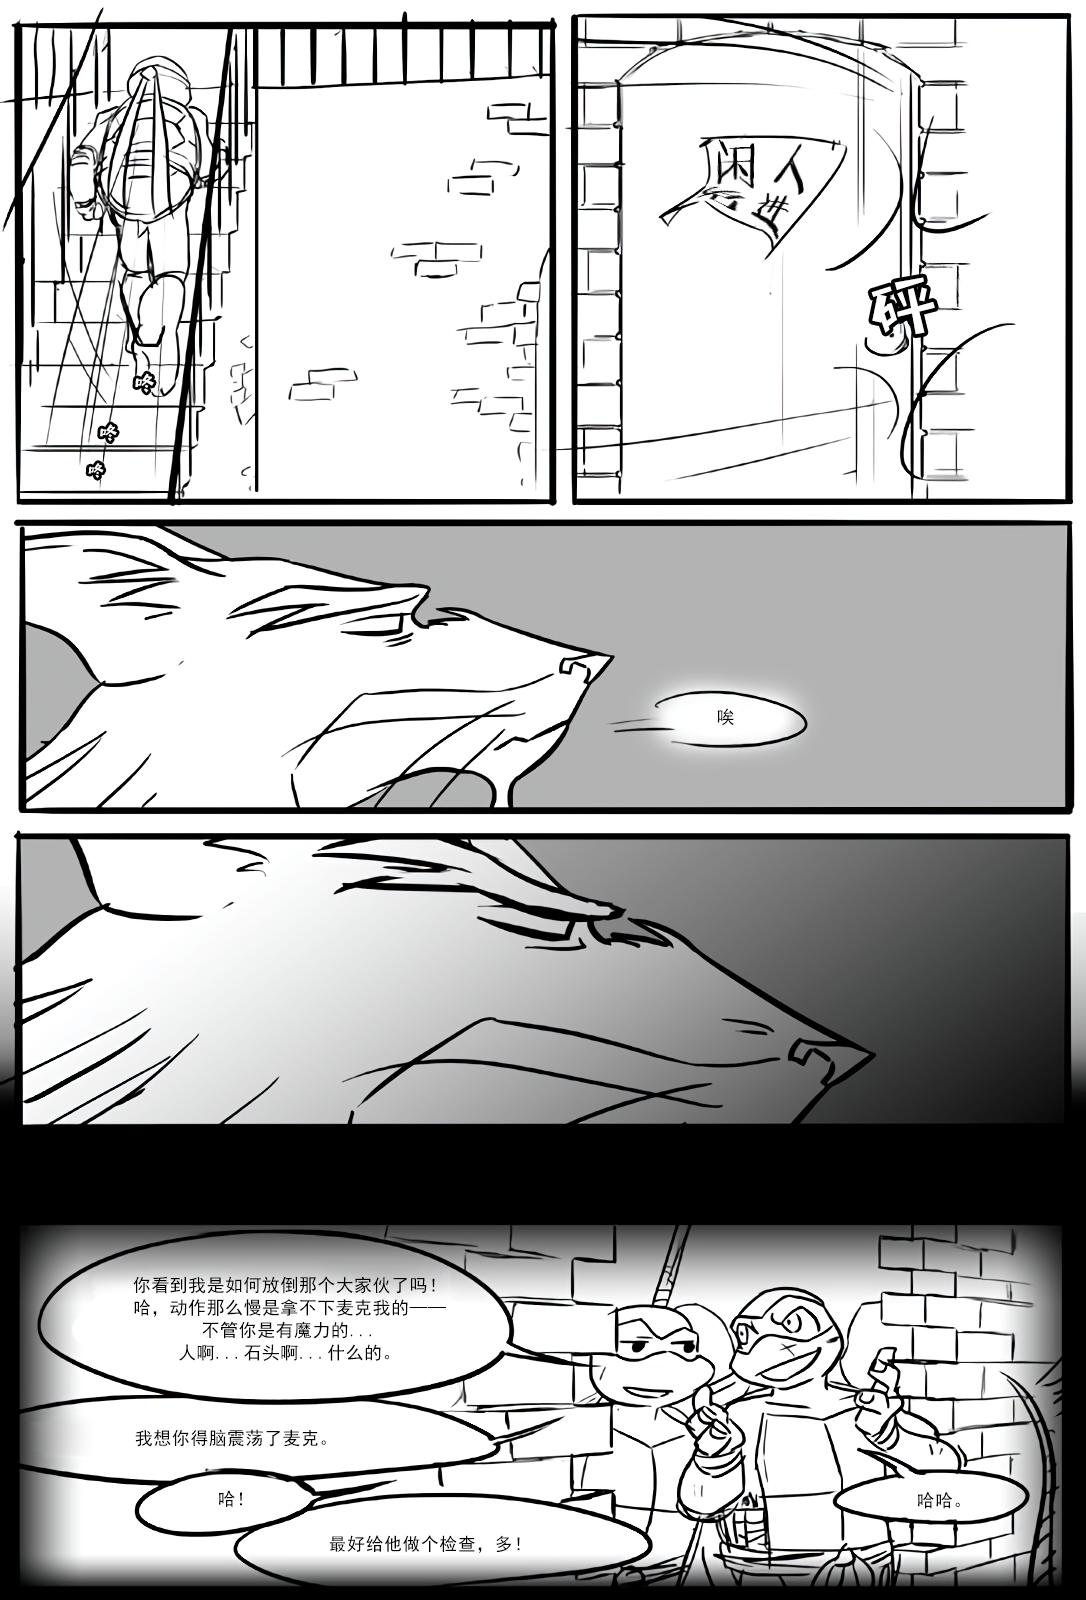 咚
咚
咚
闲人
进
砰
唉
你看到我是如何放倒那个大家伙了吗！
哈，动作那么慢是拿不下麦克我的——
不管你是有魔力的...
人啊...石头啊...什么的。
我想你得脑震荡了麦克。
哈！
最好给他做个检查，多！
哈哈。